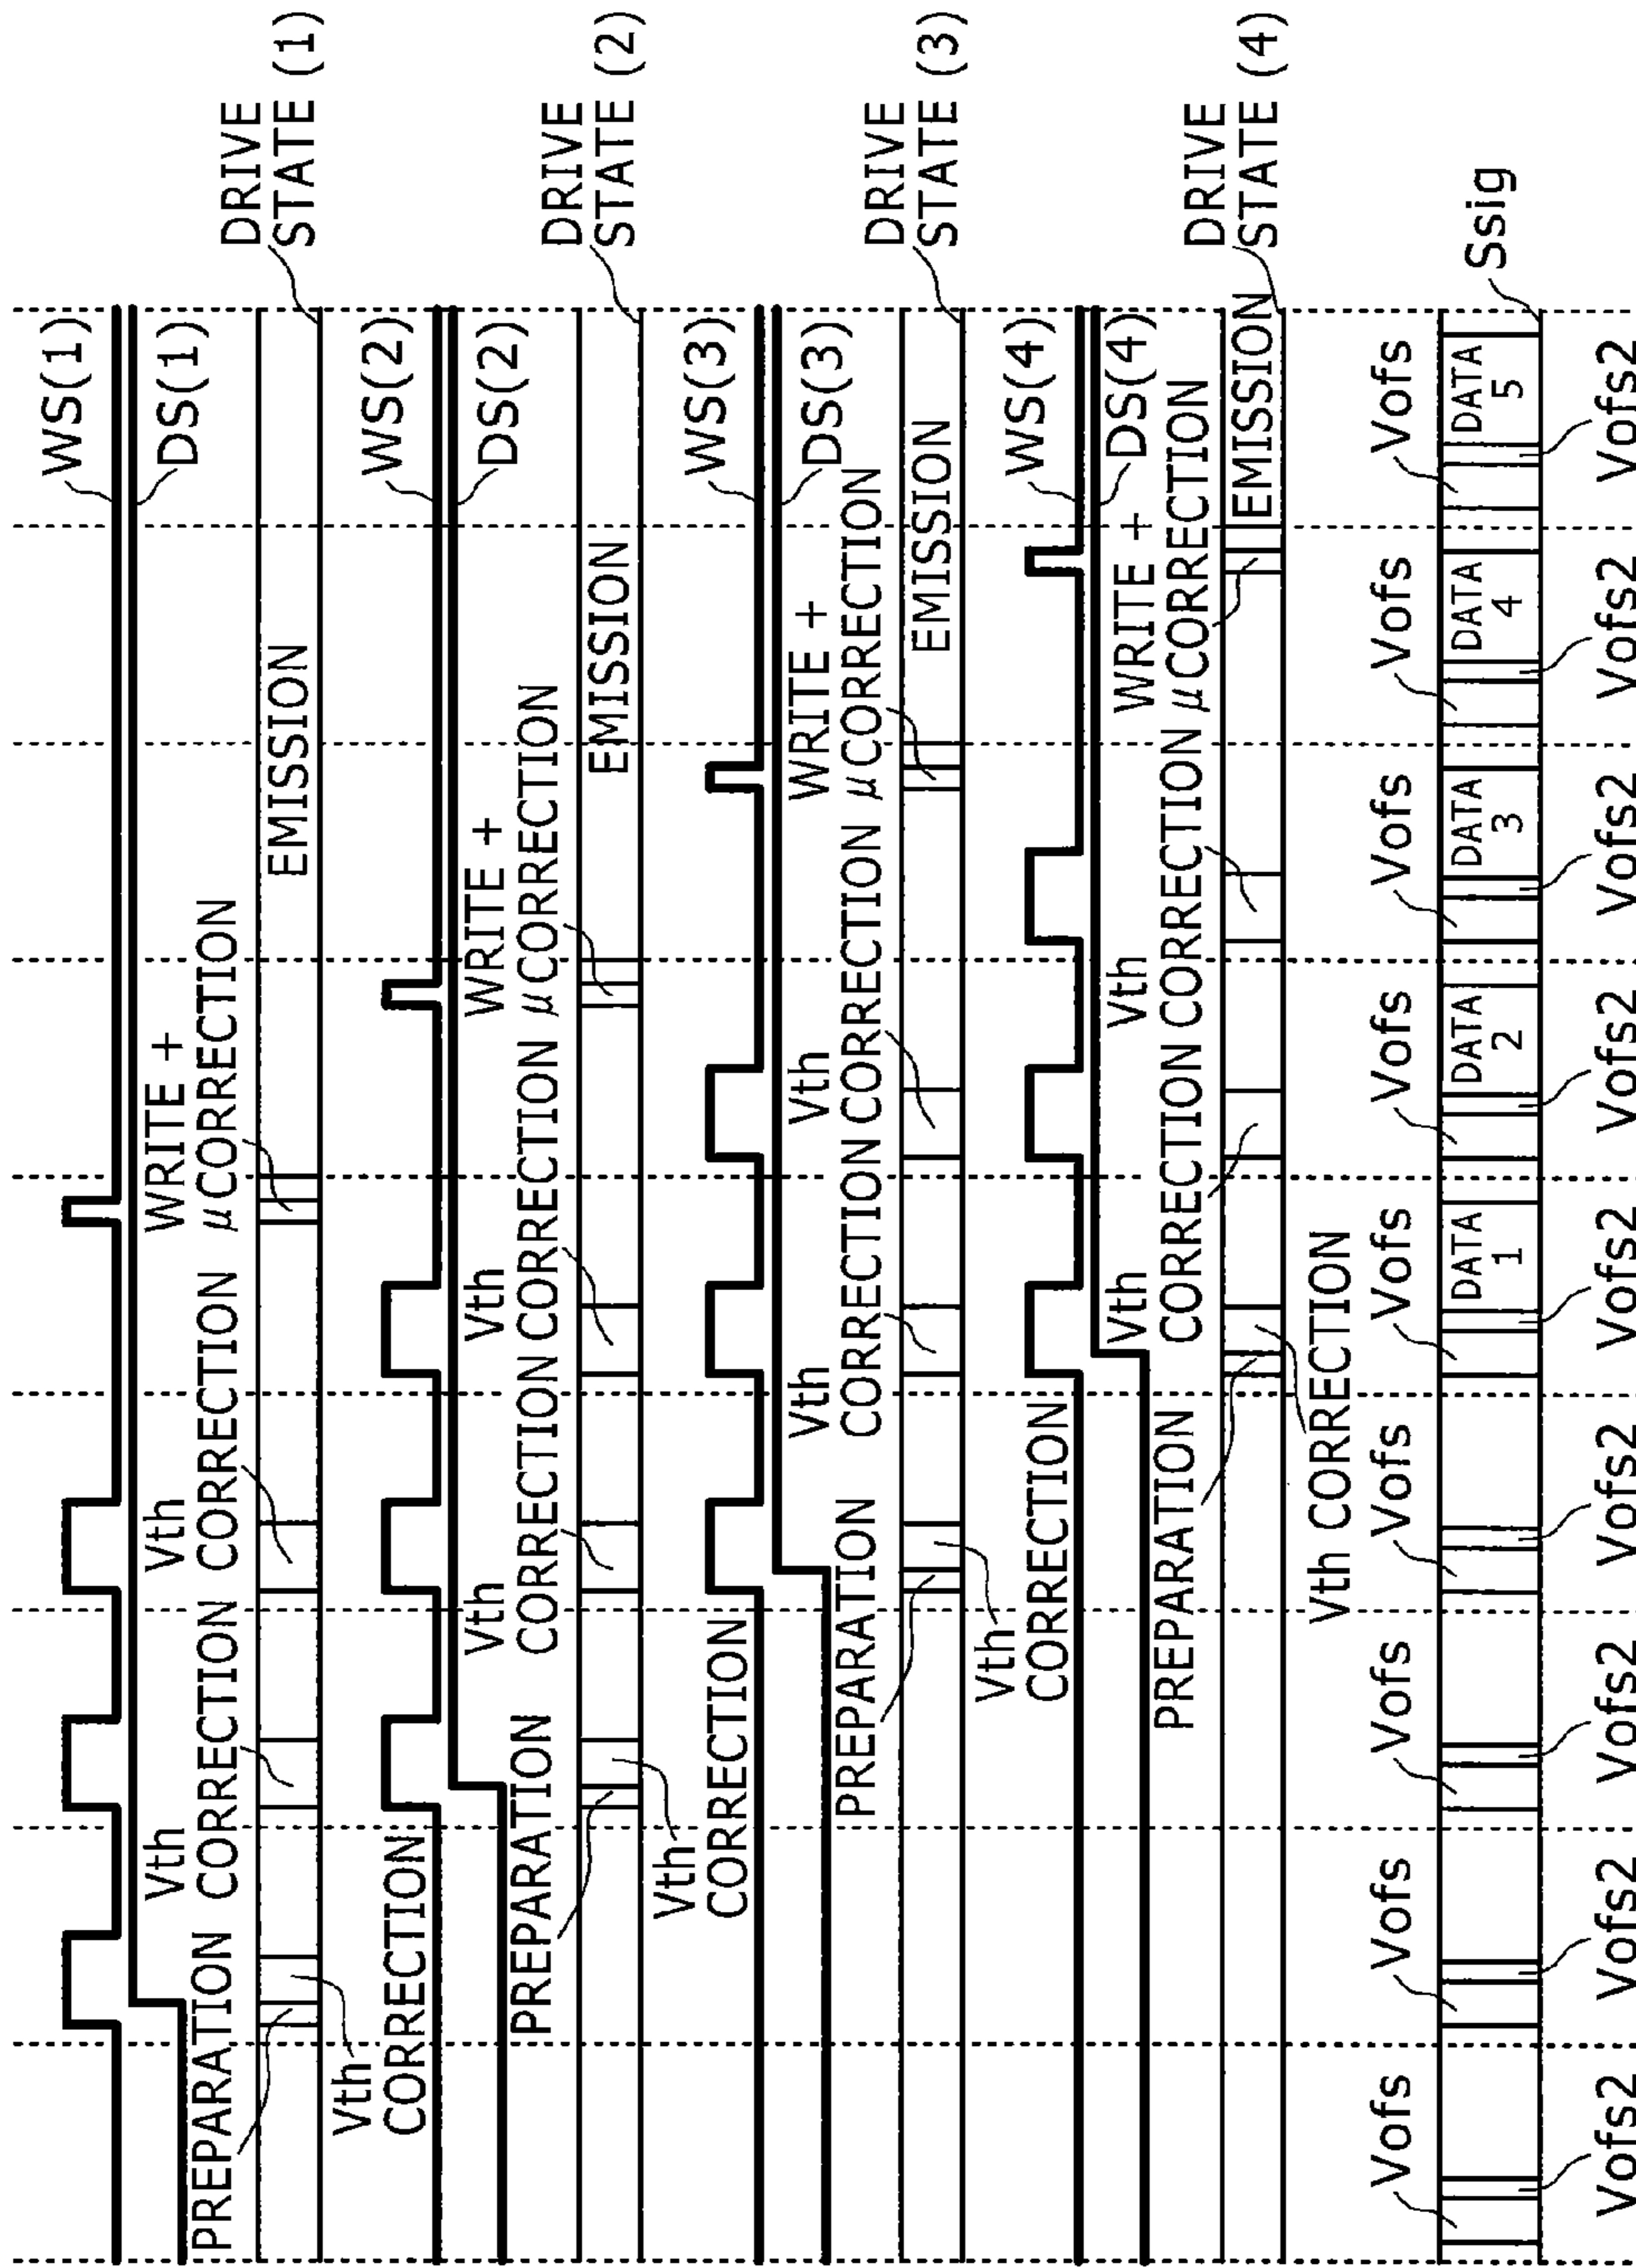 WS(1)
DS(1)
WRITE +
Vth
Vth
PREPARATION
CORRECTION
CORRECTION
μCORRECTION
DRIVE
STATE (1)
EMISSION
Vth
CORRECTION
WS(2)
DS(2)
WRITE +
Vth
Vth
PREPARATION
CORRECTION
CORRECTION
μCORRECTION
DRIVE
STATE (2)
EMISSION
Vth
CORRECTION
WS(3)
DS(3)
WRITE +
Vth
Vth
PREPARATION
CORRECTION
CORRECTION
μCORRECTION
DRIVE
STATE (3)
EMISSION
Vth
CORRECTION
WS(4)
DS(4)
WRITE +
Vth
Vth
PREPARATION
CORRECTION
CORRECTION
μCORRECTION
DRIVE
STATE (4)
EMISSION
Vth CORRECTION
Vofs
Vofs
Vofs
Vofs
Vofs
Vofs
Vofs
Vofs
Vofs
Ssig
DATA
1
DATA
2
DATA
3
DATA
4
DATA
5
Vofs2
Vofs2
Vofs2
Vofs2
Vofs2
Vofs2
Vofs2
Vofs2
Vofs2